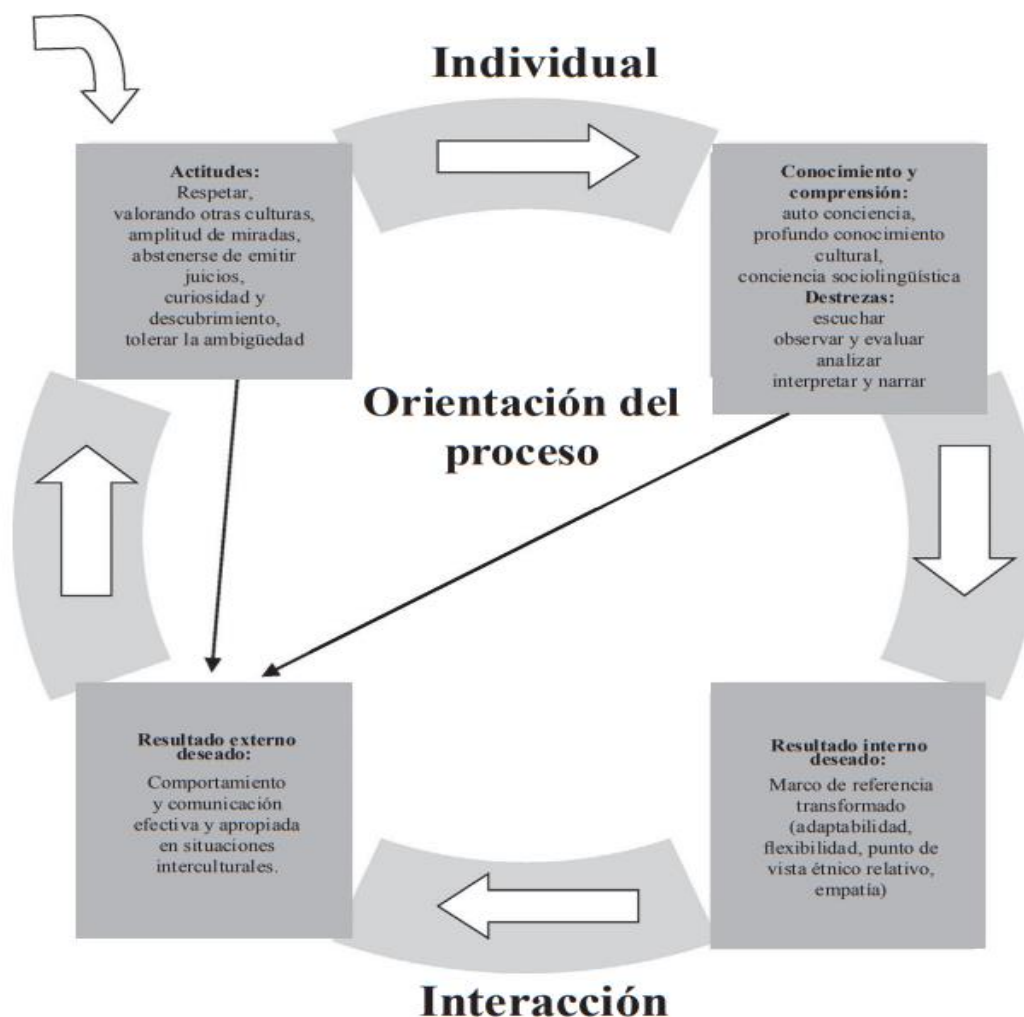 Individual
Actitudes:
Respetar,
valorando otras culturas,
amplitud de miradas,
abstenerse de emitir
juicios,
curiosidad y
descubrimiento,
tolerar la ambigüedad
Conocimiento y
comprensión:
auto conciencia,
profundo conocimiento
cultural,
conciencia sociolingüística
Destrezas:
escuchar
observar y evaluar
analizar
interpretar y narrar
Orientación del
proceso
Resultado externo
deseado:
Comportamiento
y comunicación
efectiva y apropiada
en situaciones
interculturales.
Resultado interno
deseado:
Marco de referencia
transformado
(adaptabilidad,
flexibilidad, punto de
vista étnico relativo,
empatía)
Interacción